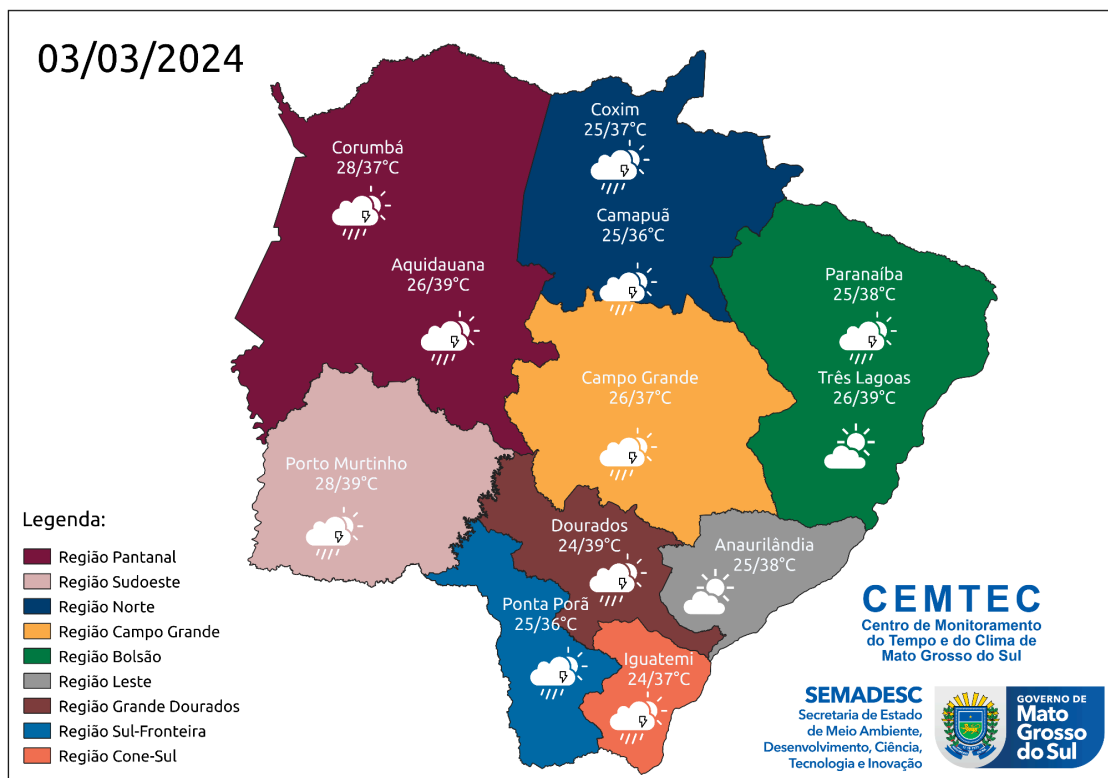 03/03/2024
Coxim
25/37°C
Corumbá
28/37°C
Camapuã
25/36°C
Aquidauana
26/39°C
Paranaíba
25/38°C
Campo Grande
26/37°C
Três Lagoas
26/39°C
Porto Murtinho
28/39°C
Dourados
24/39°C
Anaurilândia
25/38°C
Ponta Porã
25/36°C
Iguatemi
24/37°C
Legenda:
Região Pantanal
Região Sudoeste
Região Norte
Região Campo Grande
Região Bolsão
Região Leste
Região Grande Dourados
Região Sul-Fronteira
Região Cone-Sul
CEMTEC
Centro de Monitoramento
do Tempo e do Clima de
Mato Grosso do Sul
SEMADESC
Secretaria de Estado
de Meio Ambiente,
Desenvolvimento, Ciência,
Tecnologia e Inovação
GOVERNO DE
Mato
Grosso
do Sul